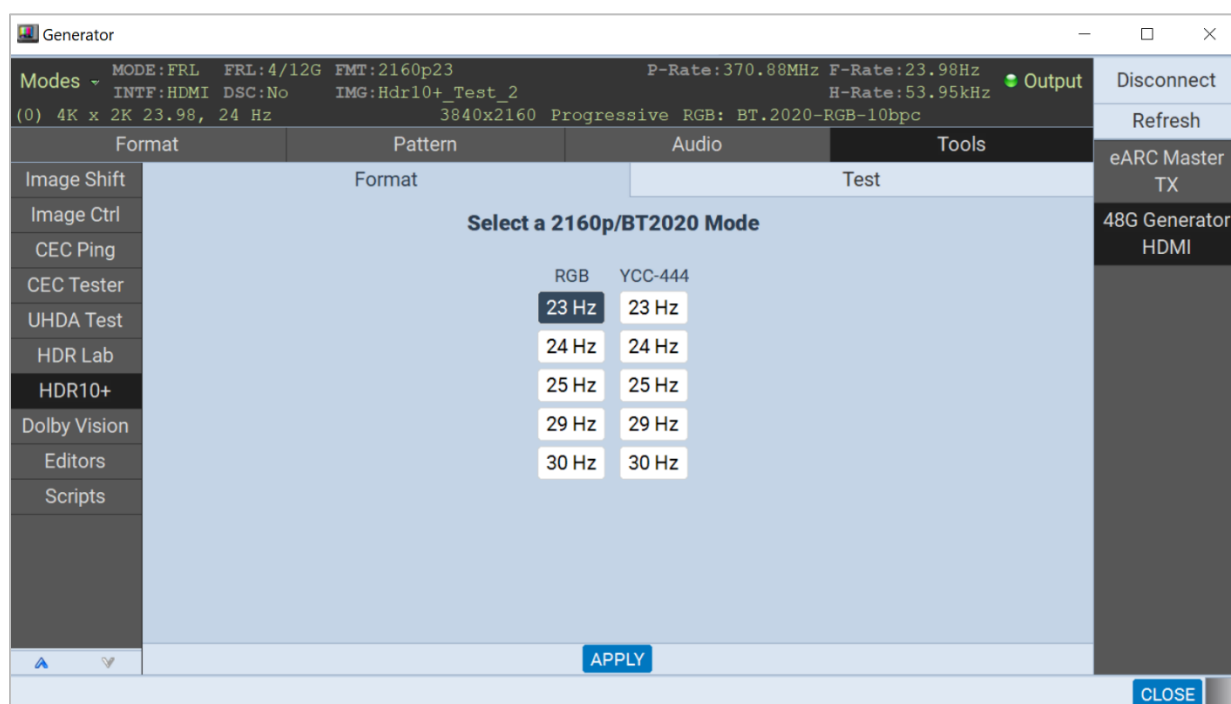 Generator
Modes MODE:FRL FRL:4/12G FMT:2160p23 P-Rate:370.88MHz F-Rate:23.98Hz Output
INTF:HDMI DSC:No IMG:Hdr10+_Test_2 H-Rate:53.95kHz
(0) 4K x 2K 23.98, 24 Hz 3840x2160 Progressive RGB: BT.2020-RGB-10bpc
Disconnect
Refresh
Format Pattern Audio Tools
eARC Master
TX
48G Generator
HDMI
Image Shift
Image Ctrl
CEC Ping
CEC Tester
UHDA Test
HDR Lab
HDR10+
Dolby Vision
Editors
Scripts
Format Test
Select a 2160p/BT2020 Mode
RGB YCC-444
23 Hz 23 Hz
24 Hz 24 Hz
25 Hz 25 Hz
29 Hz 29 Hz
30 Hz 30 Hz
APPLY
CLOSE